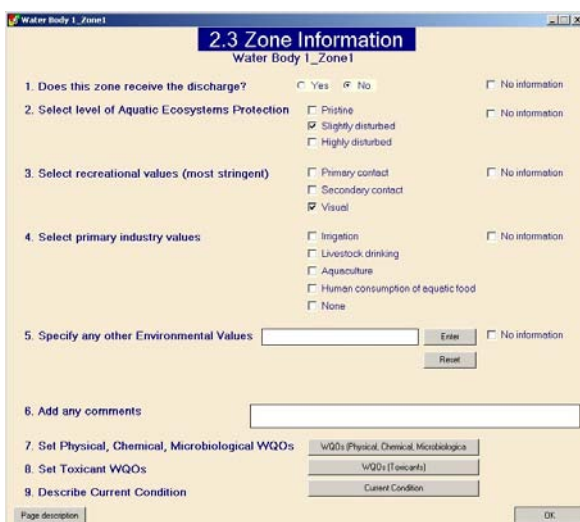 Water Body 1_Zone1
2.3 Zone Information
Water Body 1_Zone1
1. Does this zone receive the discharge? Yes No No information
2. Select level of Aquatic Ecosystems Protection Pristine No information
Slightly disturbed
Highly disturbed
3. Select recreational values (most stringent) Primary contact No information
Secondary contact
Visual
4. Select primary industry values Irrigation No information
Livestock drinking
Aquaculture
Human consumption of aquatic food
None
5. Specify any other Environmental Values Enter No information
Reset
6. Add any comments
7. Set Physical, Chemical, Microbiological WQOs WQOs (Physical, Chemical, Microbiologica
8. Set Toxicant WQOs WQOs (Toxicants)
9. Describe Current Condition Current Condition
Page description OK